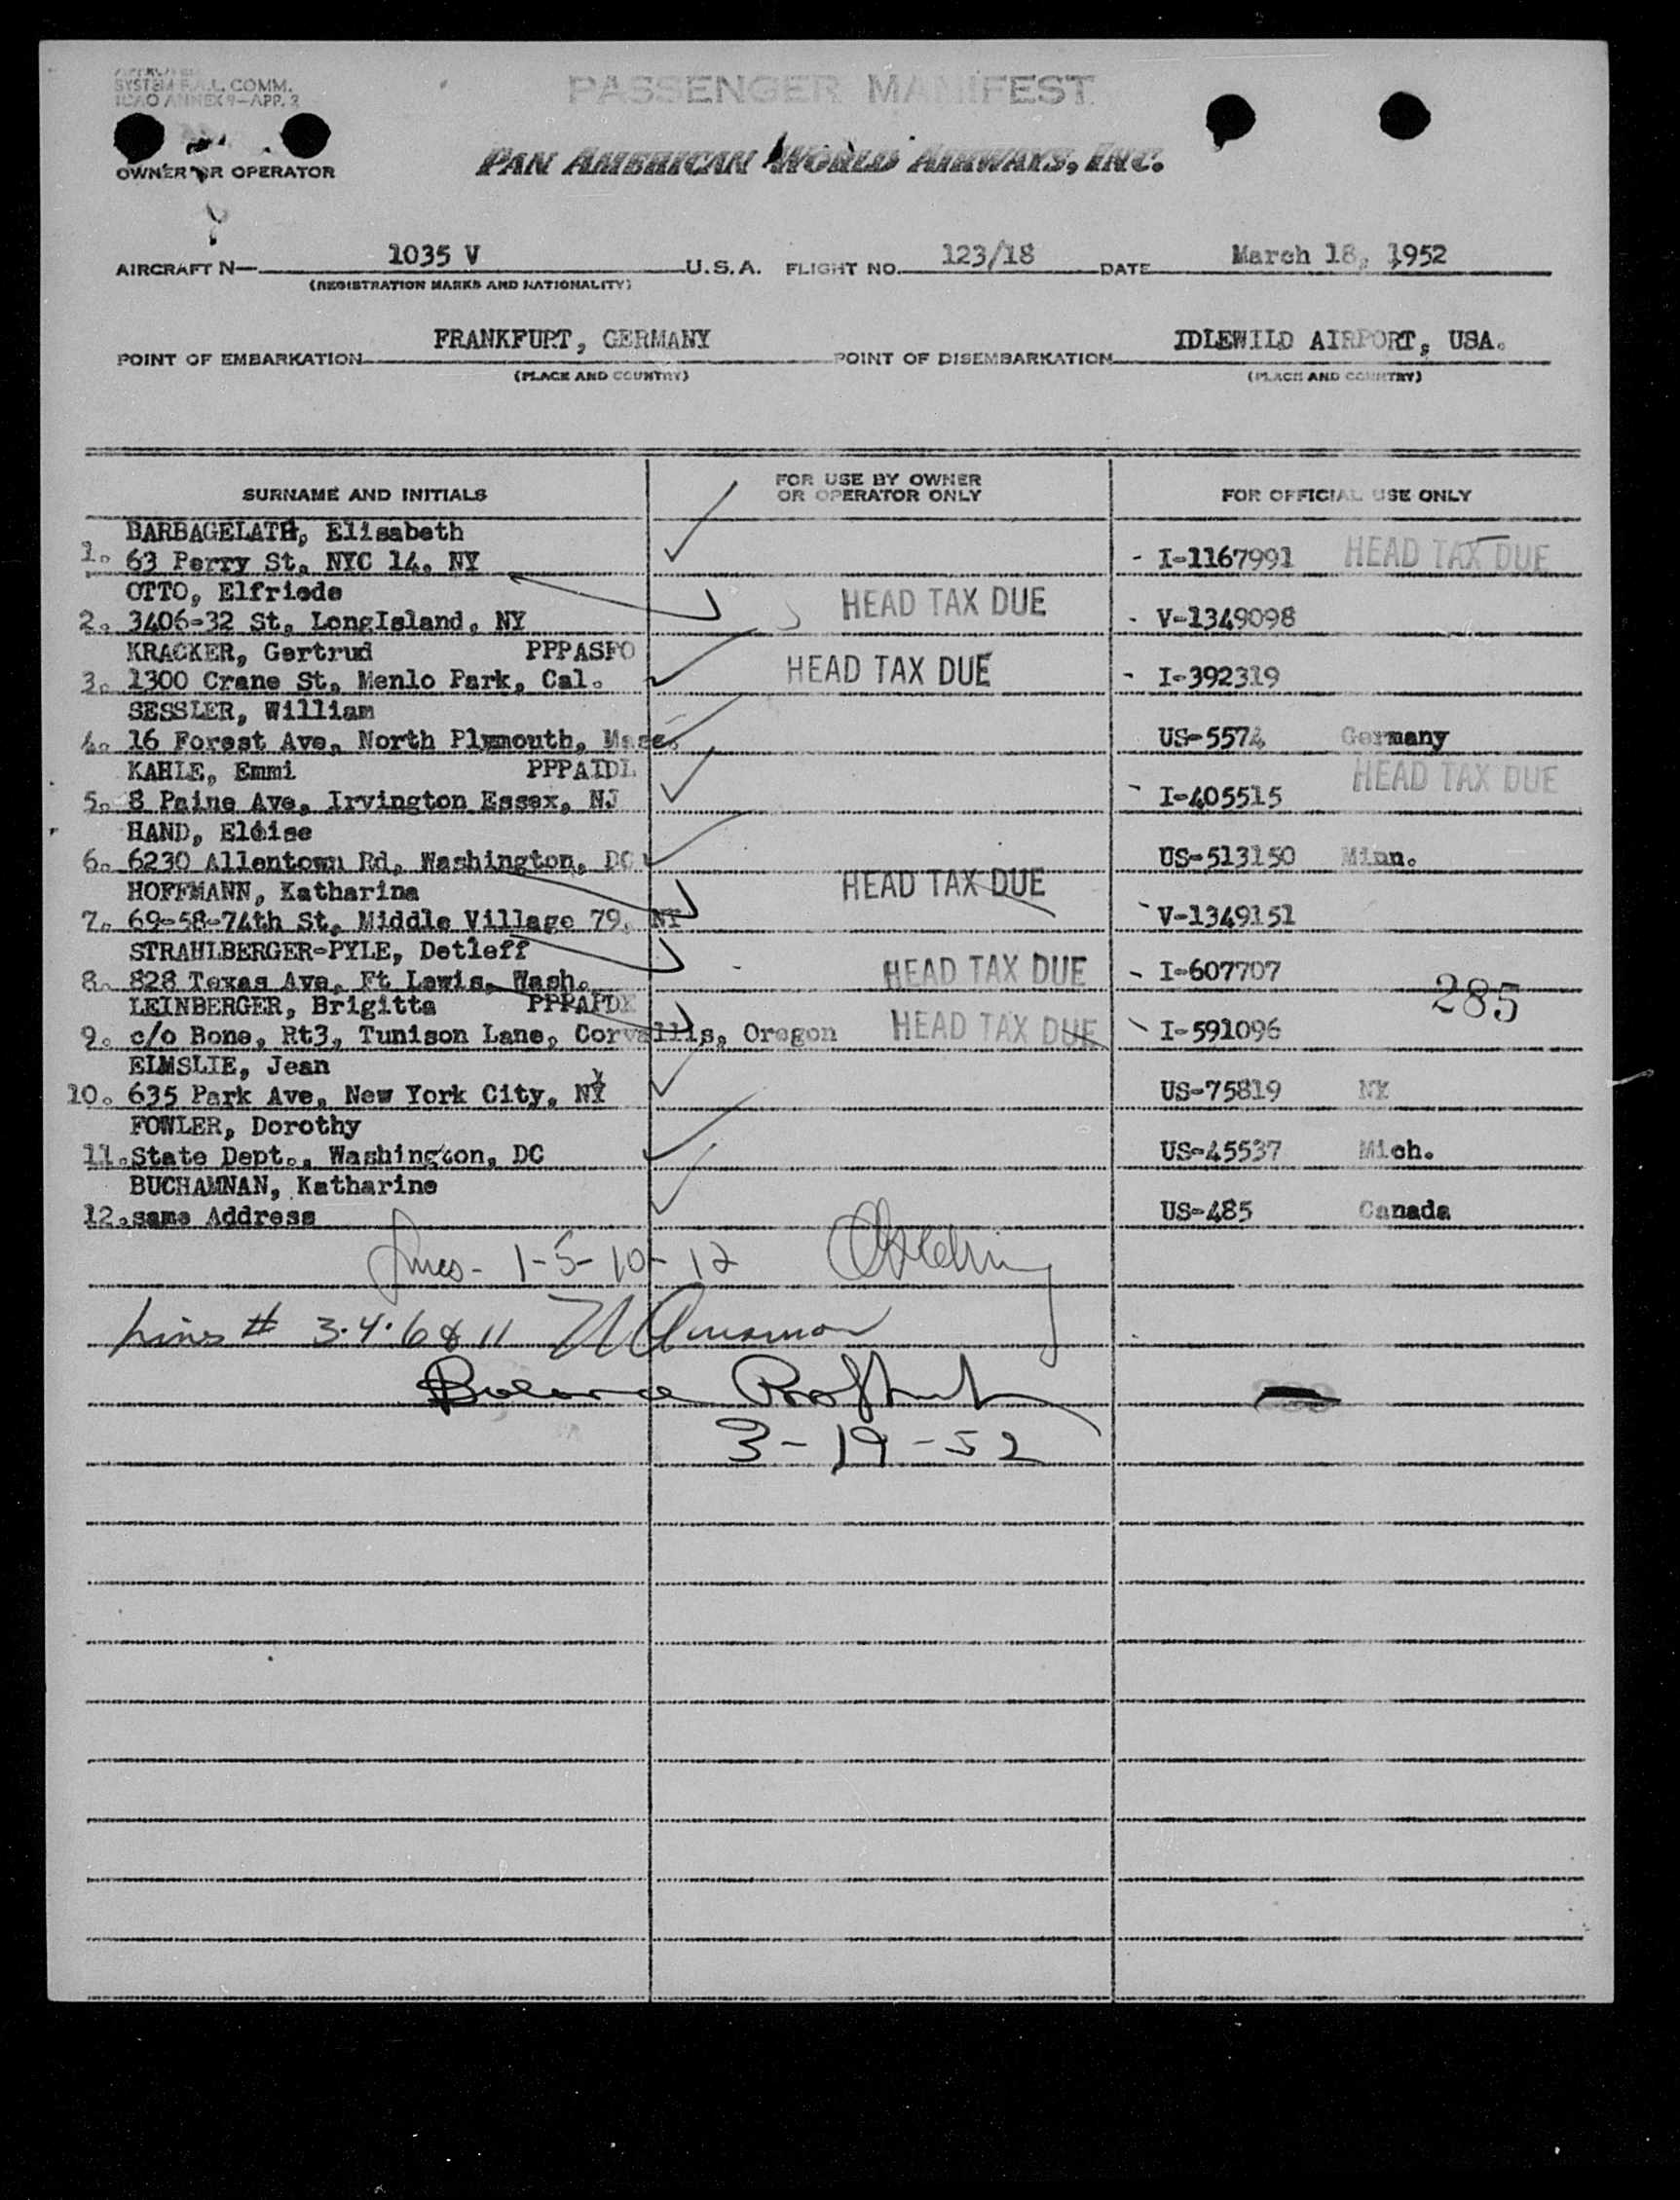 SYSTEM F.A.L. COMM.
ICAO ANNEX 9—APP. 3
PASSENGER MANIFEST
OWNER OR OPERATOR
PAN AMERICAN WORLD AIRWAYS, INC.
AIRCRAFT N— 1035 V U.S.A. FLIGHT NO. 123/18 DATE March 18, 1952
(REGISTRATION MARKS AND NATIONALITY)
POINT OF EMBARKATION FRANKFURT, GERMANY POINT OF DISEMBARKATION IDLEWILD AIRPORT, USA.
(PLACE AND COUNTRY) (PLACE AND COUNTRY)
SURNAME AND INITIALS FOR USE BY OWNER OR OPERATOR ONLY FOR OFFICIAL USE ONLY
BARBAGELATH, Elisabeth
1. 63 Perry St, NYC 14. NY - I-1167991 HEAD TAX DUE
OTTO, Elfriede HEAD TAX DUE
2. 3406-32 St, LongIsland, NY - V-1349098
KRACKER, Gertrud PPPASFO HEAD TAX DUE
3. 1300 Crane St, Menlo Park, Cal. - I-392319
SESSLER, William
4. 16 Forest Ave, North Plymouth, Mass. US-5574 Germany
KAHLE, Emmi PPPAIDL HEAD TAX DUE
5. 8 Paine Ave, Irvington Essex, NJ - I-405515
HAND, Eloise
6. 6230 Allentown Rd, Washington, DC US-513150 Minn.
HOFFMANN, Katharina HEAD TAX DUE
7. 69-58-74th St, Middle Village 79, NY - V-1349151
STRAHLBERGER-PYLE, Detleff
8. 828 Texas Ave, Ft Lewis, Wash. - HEAD TAX DUE - I-607707
LEINBERGER, Brigitte PPPAPDX 285
9. c/o Bone, Rt3, Tunison Lane, Corvallis, Oregon HEAD TAX DUE - I-591096
ELMSLIE, Jean
10. 635 Park Ave, New York City, NY US-75819 NY
FOWLER, Dorothy
11. State Dept., Washington, DC US-45537 Mich.
BUCHAMNAN, Katharine
12. same Address US-485 Canada
Lines - 1-5-10-12
Lines # 3.4.6 & 11
3-19-52